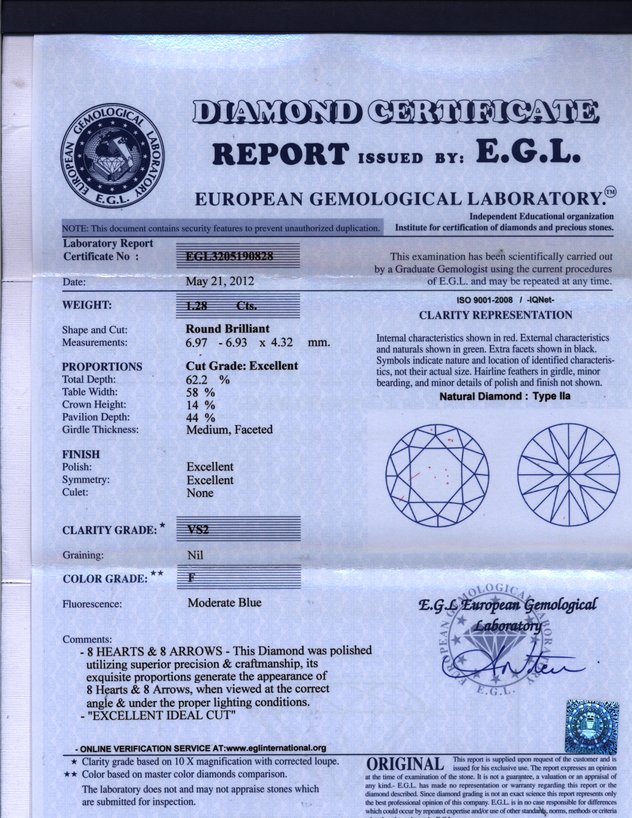 EUROPEAN GEMOLOGICAL LABORATORY
E.G.L.
DIAMOND CERTIFICATE
REPORT ISSUED BY: E.G.L.
EUROPEAN GEMOLOGICAL LABORATORY.™
Independent Educational organization
Institute for certification of diamonds and precious stones.
NOTE: This document contains security features to prevent unauthorized duplication.
Laboratory Report
Certificate No : EGL3205190828
Date: May 21, 2012
WEIGHT: 1.28 Cts.
Shape and Cut: Round Brilliant
Measurements: 6.97 - 6.93 x 4.32 mm.
PROPORTIONS Cut Grade: Excellent
Total Depth: 62.2 %
Table Width: 58 %
Crown Height: 14 %
Pavilion Depth: 44 %
Girdle Thickness: Medium, Faceted
FINISH
Polish: Excellent
Symmetry: Excellent
Culet: None
CLARITY GRADE:* VS2
Graining: Nil
COLOR GRADE:** F
Fluorescence: Moderate Blue
Comments:
- 8 HEARTS & 8 ARROWS - This Diamond was polished
utilizing superior precision & craftmanship, its
exquisite proportions generate the appearance of
8 Hearts & 8 Arrows, when viewed at the correct
angle & under the proper lighting conditions.
- "EXCELLENT IDEAL CUT"
- ONLINE VERIFICATION SERVICE AT:www.eglinternational.org
★ Clarity grade based on 10 X magnification with corrected loupe.
★★ Color based on master color diamonds comparison.
The laboratory does not and may not appraise stones which
are submitted for inspection.
This examination has been scientifically carried out
by a Graduate Gemologist using the current procedures
of E.G.L. and may be repeated at any time.
ISO 9001-2008 / -IQNet-
CLARITY REPRESENTATION
Internal characteristics shown in red. External characteristics
and naturals shown in green. Extra facets shown in black.
Symbols indicate nature and location of identified characteris-
tics, not their actual size. Hairline feathers in girdle, minor
bearding, and minor details of polish and finish not shown.
Natural Diamond : Type IIa
E.G.L European Gemological
Laboratory
EUROPEAN GEMOLOGICAL LABORATORY
E.G.L.
ORIGINAL This report is supplied upon request of the customer and is
issued for his exclusive use. The report expresses an opinion
at the time of examination of the stone. It is not a guarantee, a valuation or an appraisal of
any kind.- E.G.L. has made no representation or warranty regarding this report or the
diamond described. Since diamond grading is not an exact science this report represents only
the best professional opinion of this company. E.G.L. is in no case responsible for differences
which could occur by repeated expertise and/or use of other standards, norms, methods or criteria